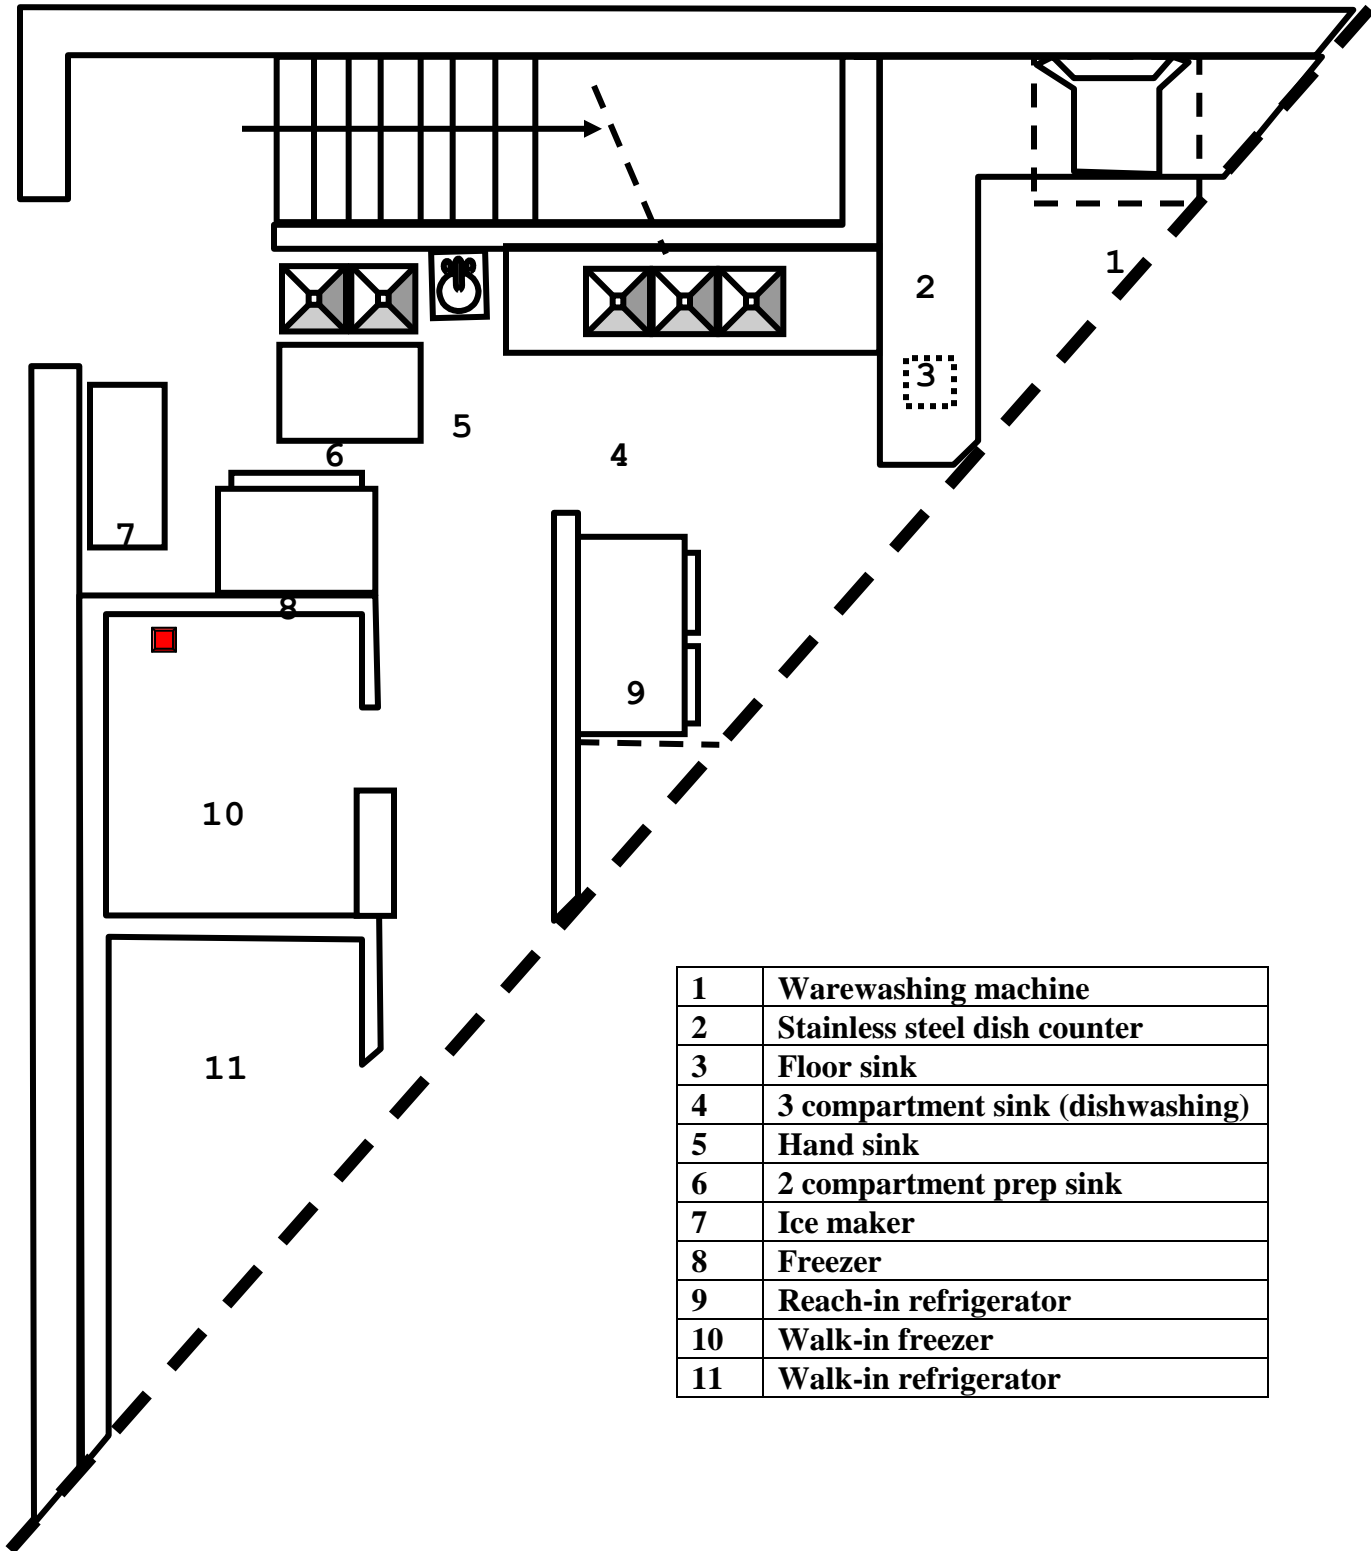 1
2
3
5
4
6
7
8
9
10
11
1 Warewashing machine
2 Stainless steel dish counter
3 Floor sink
4 3 compartment sink (dishwashing)
5 Hand sink
6 2 compartment prep sink
7 Ice maker
8 Freezer
9 Reach-in refrigerator
10 Walk-in freezer
11 Walk-in refrigerator